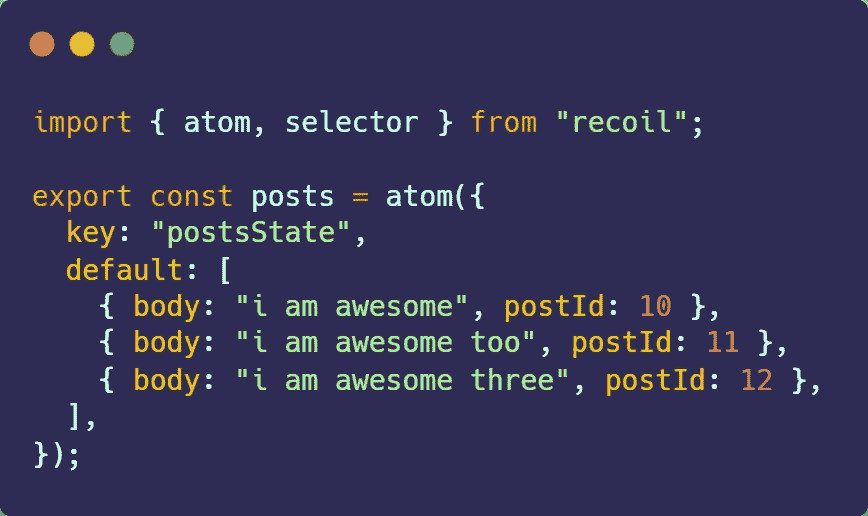 import { atom, selector } from "recoil";
export const posts = atom({
  key: "postsState",
  default: [
    { body: "i am awesome", postId: 10 },
    { body: "i am awesome too", postId: 11 },
    { body: "i am awesome three", postId: 12 },
  ],
});